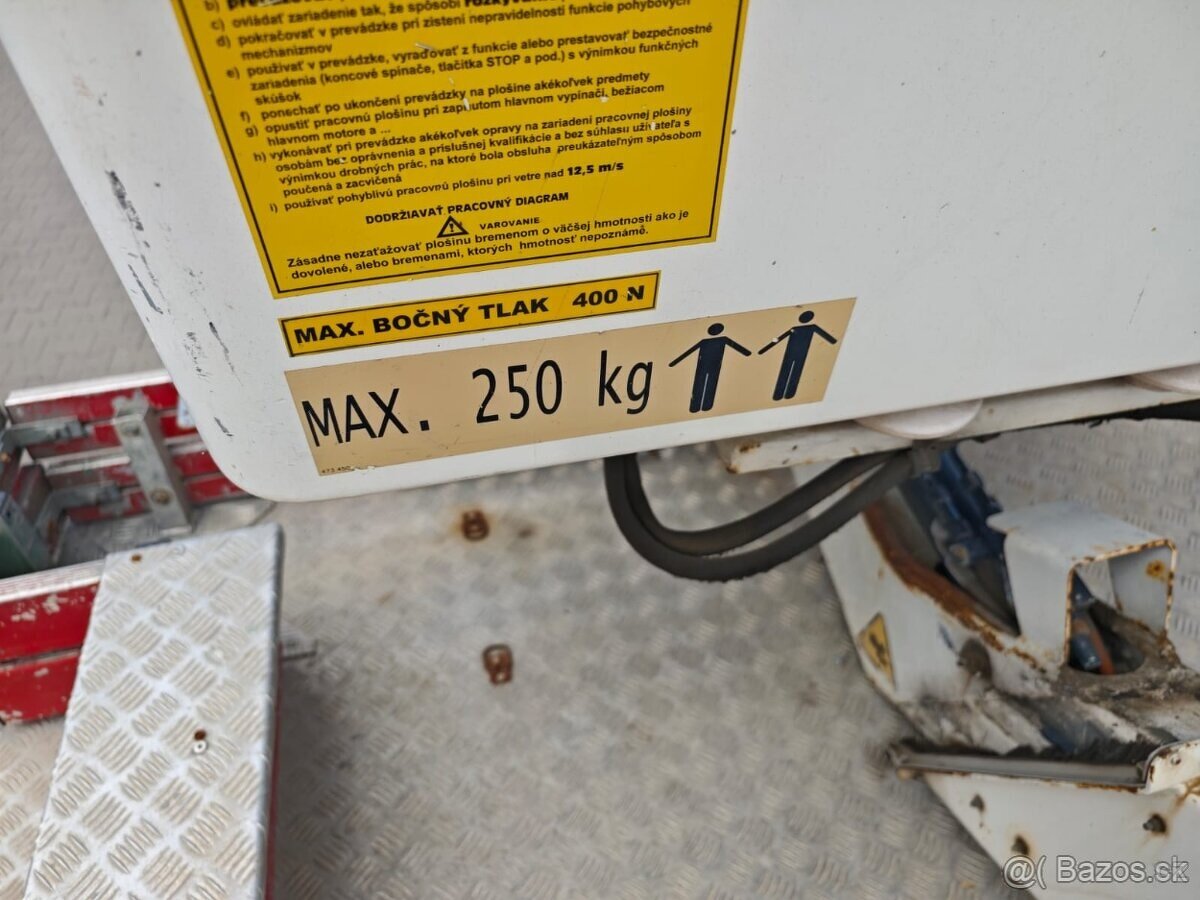 b)
c) ovládať zariadenie tak, že spôsobí
d) pokračovať v prevádzke pri zistení nepravidelností funkcie pohybových
mechanizmov
e) používať v prevádzke, vyraďovať z funkcie alebo prestavovať bezpečnostné
zariadenia (koncové spínače, tlačítka STOP a pod.) s výnimkou funkčných
skúšok
f) ponechať po ukončení prevádzky na plošine akékoľvek predmety
g) opustiť pracovnú plošinu pri zapnutom hlavnom vypínači, bežiacom
hlavnom motore a ...
h) vykonávať pri prevádzke akékoľvek opravy na zariadení pracovnej plošiny
osobám bez oprávnenia a príslušnej kvalifikácie a bez súhlasu užívateľa s
výnimkou drobných prác, na ktoré bola obsluha preukázateľným spôsobom
poučená a zacvičená
i) používať pohyblivú pracovnú plošinu pri vetre nad 12,5 m/s
DODRŽIAVAŤ PRACOVNÝ DIAGRAM
VAROVANIE
Zásadne nezaťažovať plošinu bremenom o väčšej hmotnosti ako je
dovolené, alebo bremenami, ktorých hmotnosť nepoznáme.
MAX. BOČNÝ TLAK 400 N
MAX. 250 kg
473 450
@( Bazos.sk